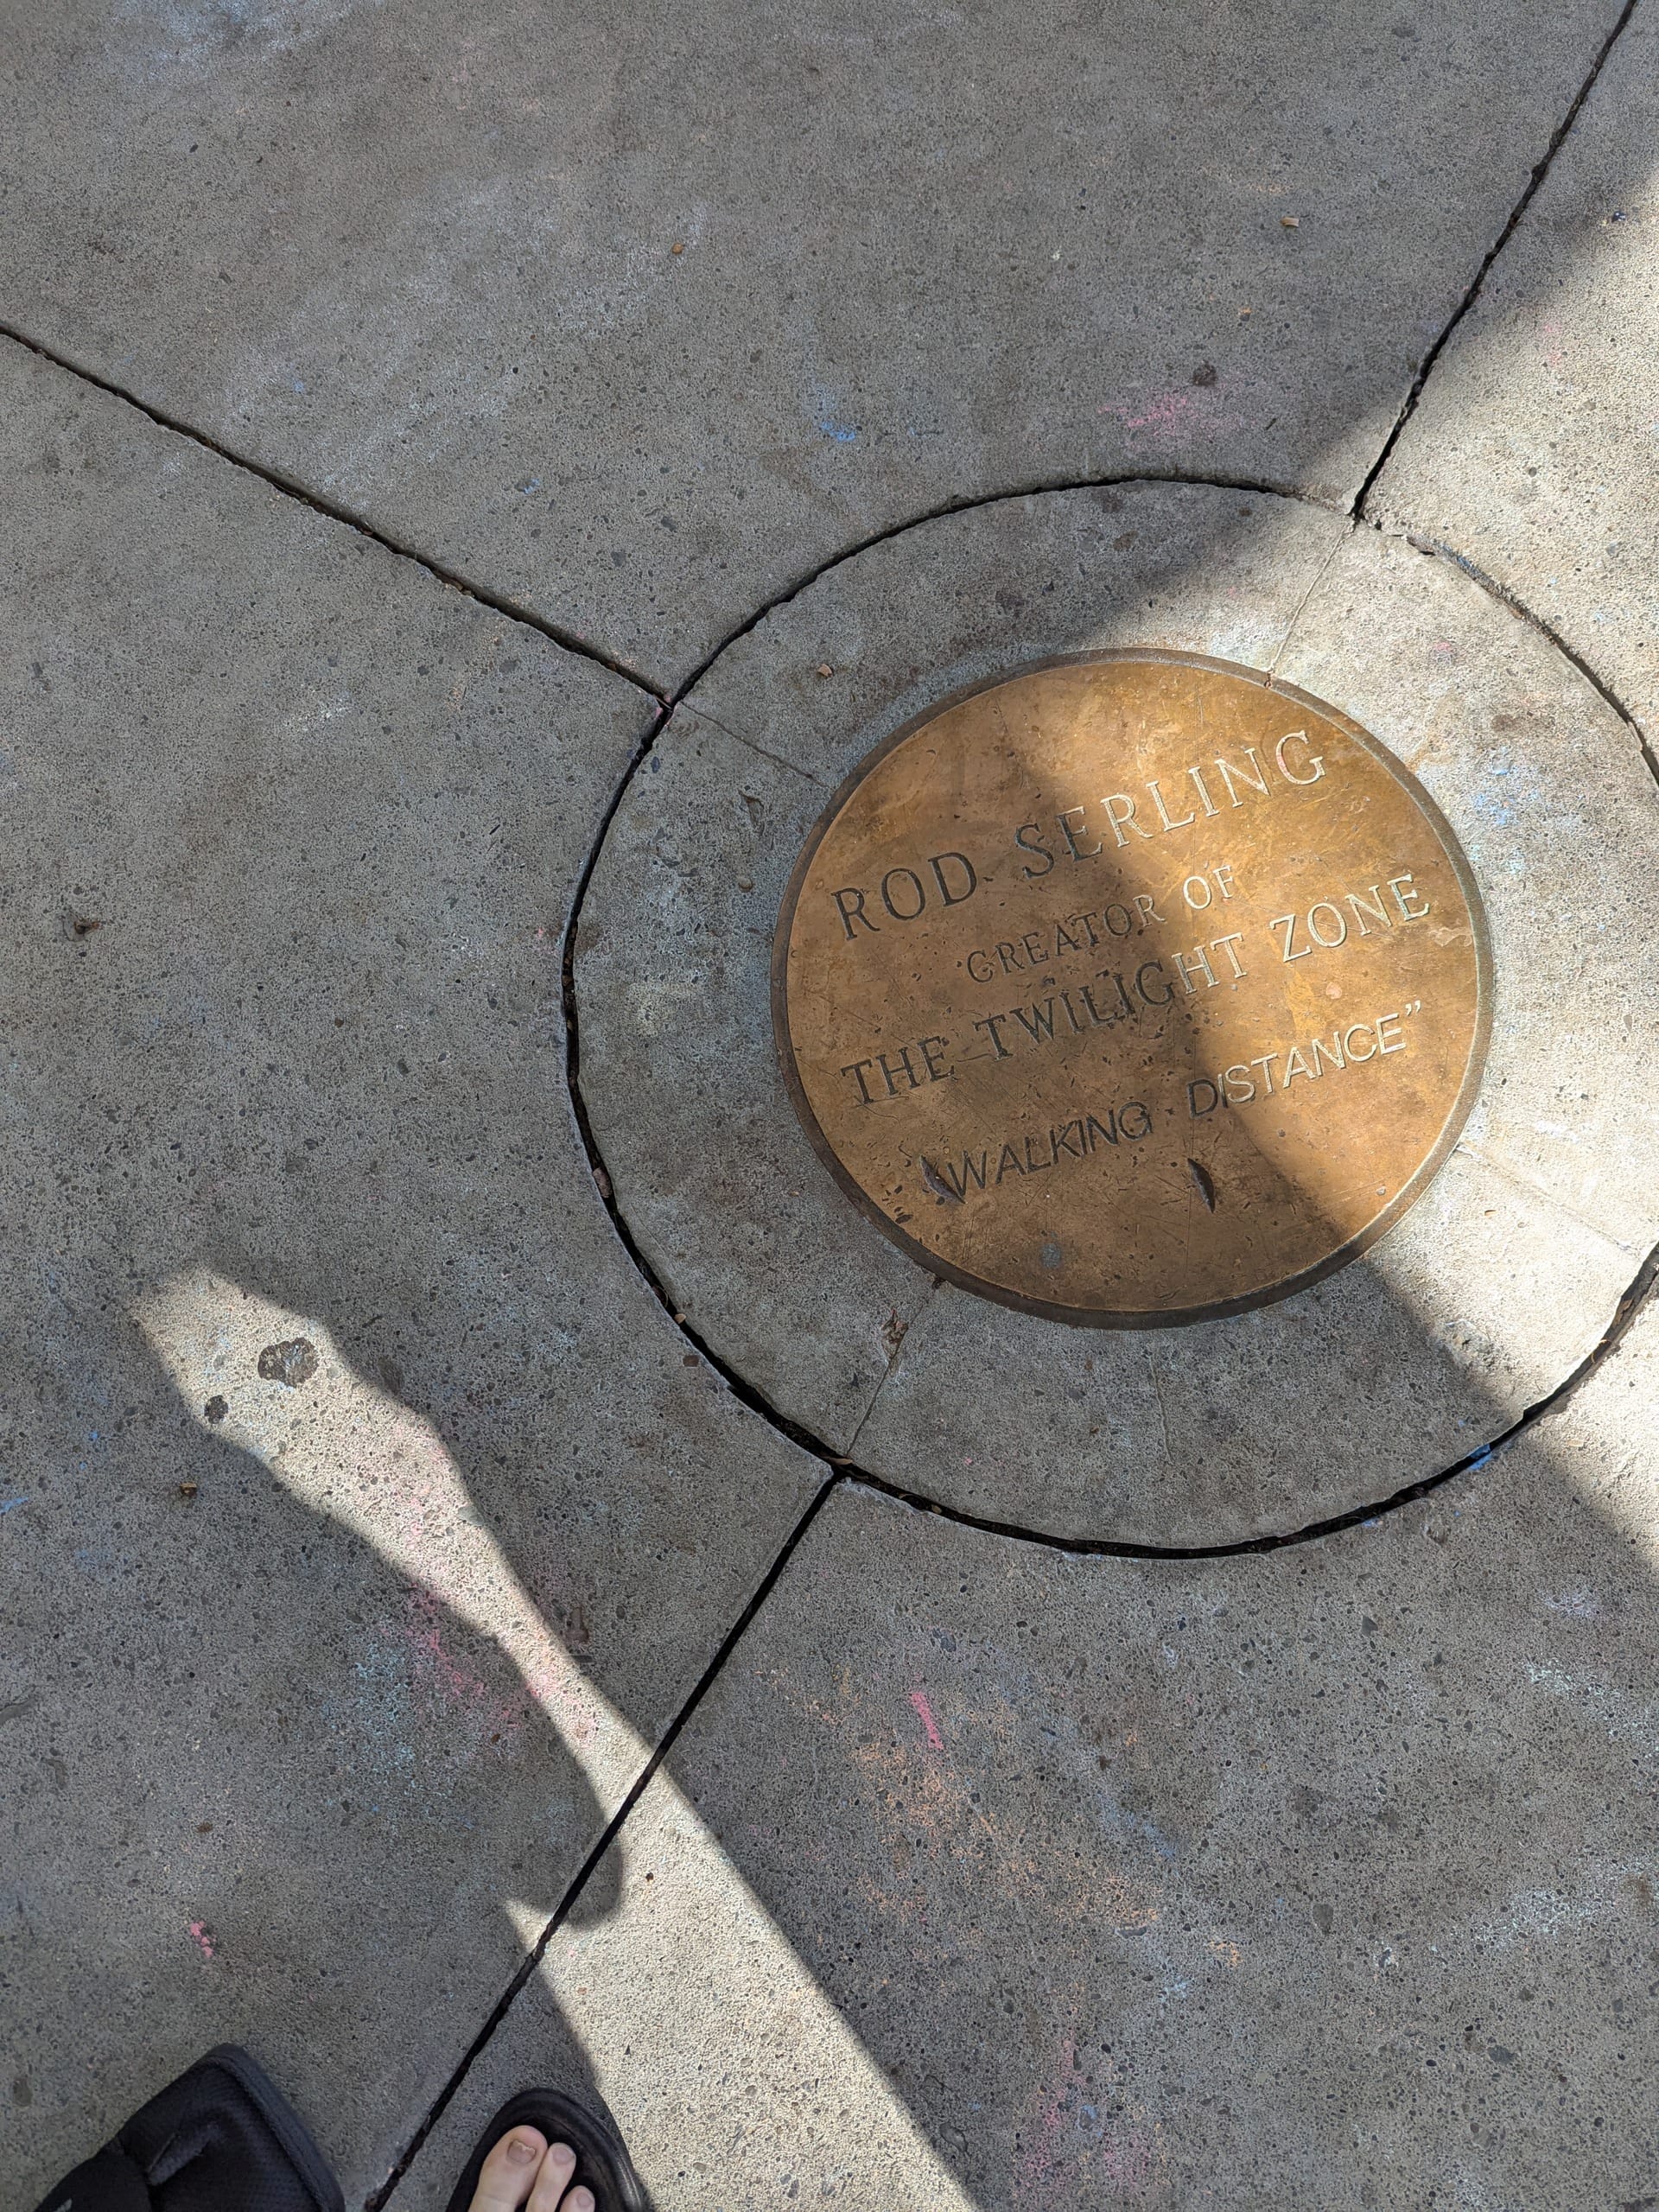 ROD SERLING
CREATOR OF
THE TWILIGHT ZONE
"WALKING DISTANCE"